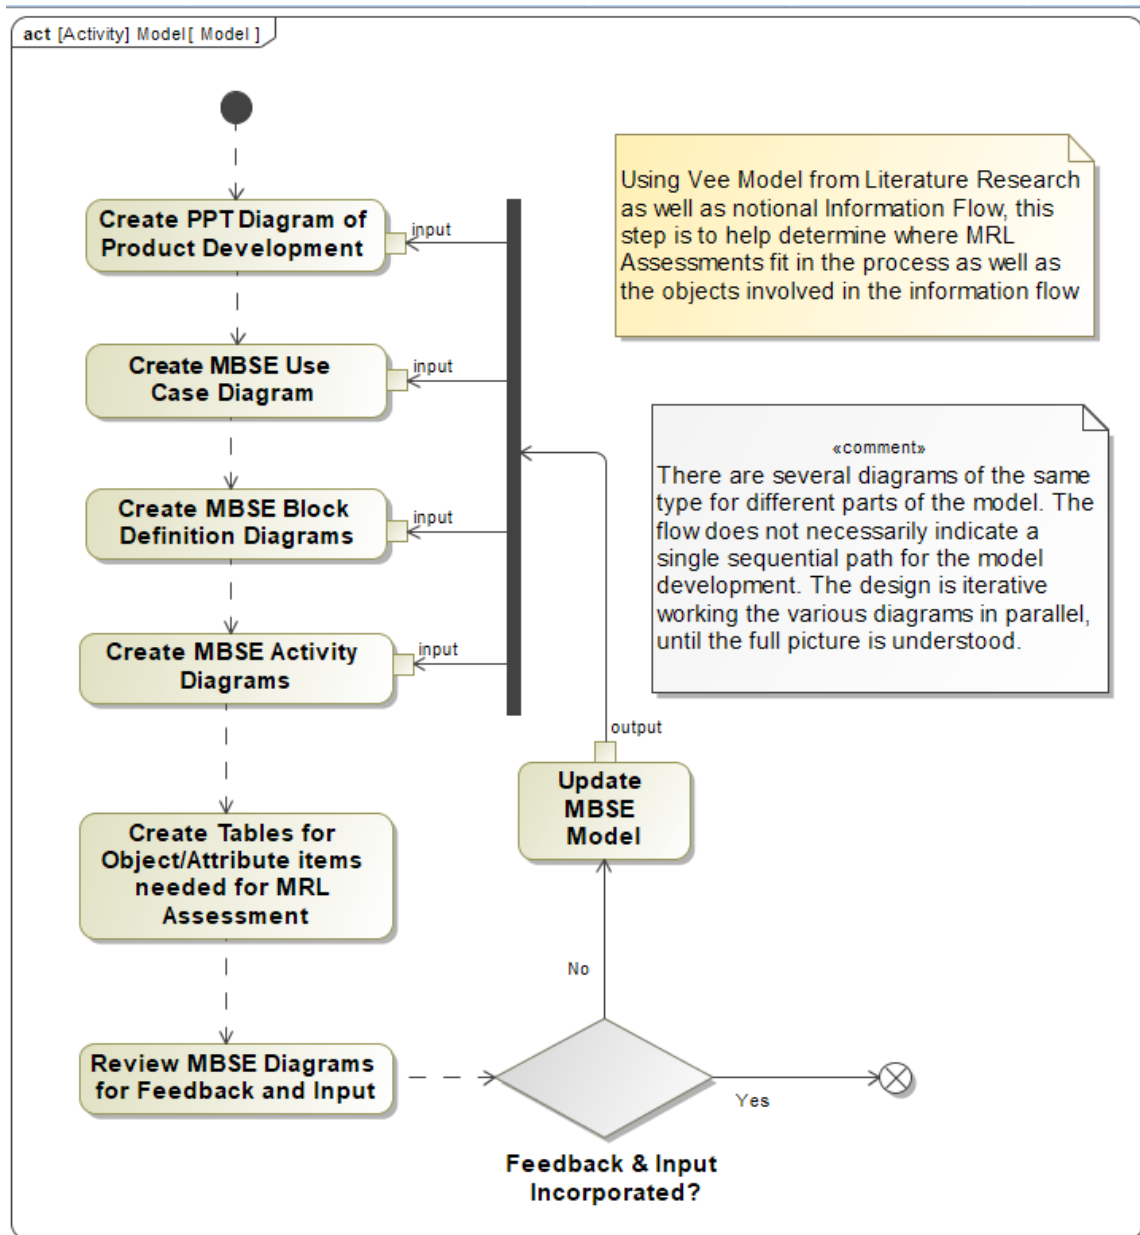 act [Activity] Model[ Model ]
Create PPT Diagram of
Product Development
input
Using Vee Model from Literature Research
as well as notional Information Flow, this
step is to help determine where MRL
Assessments fit in the process as well as
the objects involved in the information flow
Create MBSE Use
Case Diagram
input
«comment»
There are several diagrams of the same
type for different parts of the model. The
flow does not necessarily indicate a
single sequential path for the model
development. The design is iterative
working the various diagrams in parallel,
until the full picture is understood.
Create MBSE Block
Definition Diagrams
input
Create MBSE Activity
Diagrams
input
output
Update
MBSE
Model
Create Tables for
Object/Attribute items
needed for MRL
Assessment
No
Review MBSE Diagrams
for Feedback and Input
Yes
Feedback & Input
Incorporated?